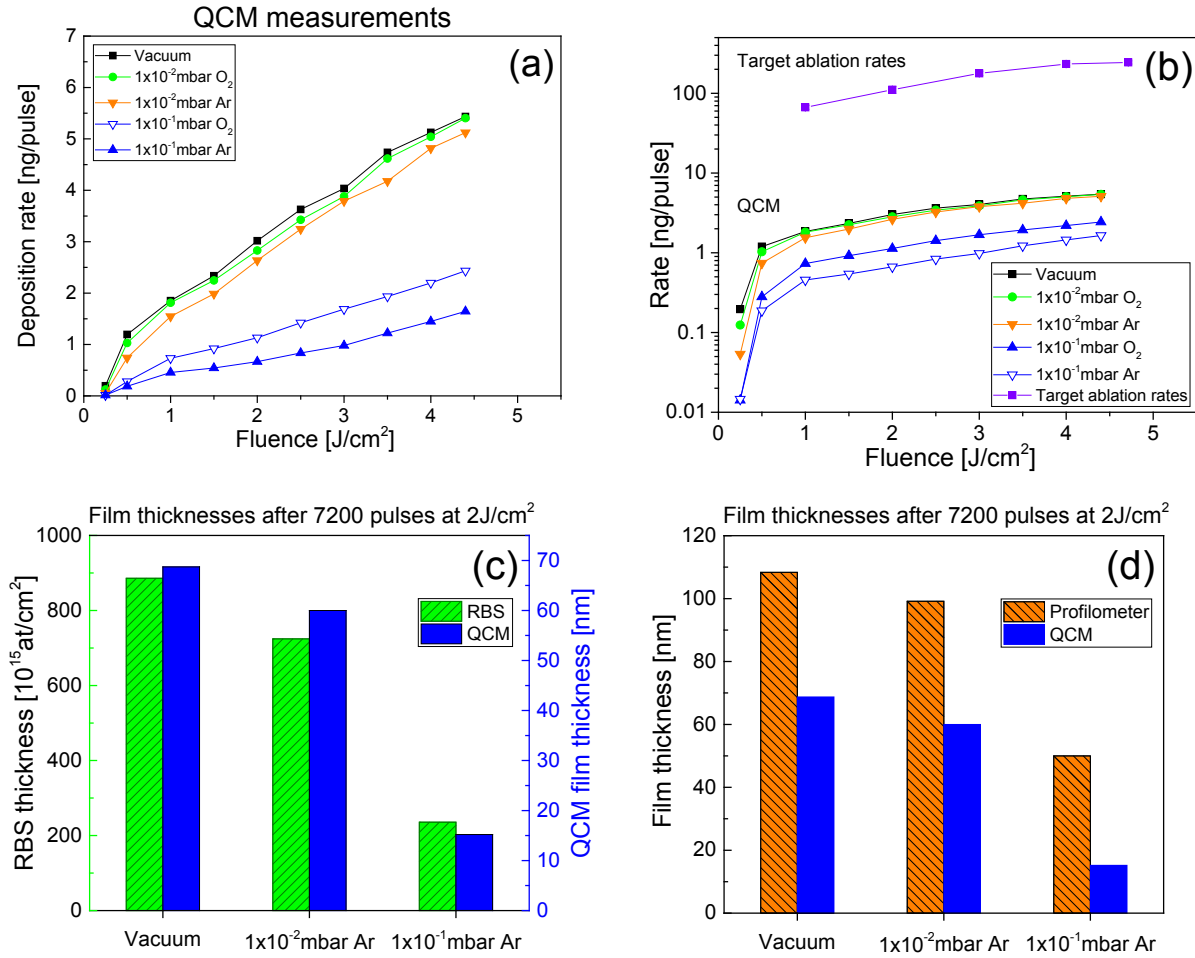 QCM measurements
(a)
Vacuum
1x10⁻²mbar O₂
1x10⁻²mbar Ar
1x10⁻¹mbar O₂
1x10⁻¹mbar Ar
Deposition rate [ng/pulse]
7
6
5
4
3
2
1
0
0 1 2 3 4 5
Fluence [J/cm²]
(b)
Target ablation rates
QCM
Vacuum
1x10⁻²mbar O₂
1x10⁻²mbar Ar
1x10⁻¹mbar O₂
1x10⁻¹mbar Ar
Target ablation rates
Rate [ng/pulse]
100
10
1
0.1
0.01
0 1 2 3 4 5
Fluence [J/cm²]
Film thicknesses after 7200 pulses at 2J/cm²
(c)
RBS
QCM
RBS thickness [10¹⁵at/cm²]
1000
800
600
400
200
0
QCM film thickness [nm]
70
60
50
40
30
20
10
0
Vacuum 1x10⁻²mbar Ar 1x10⁻¹mbar Ar
Film thicknesses after 7200 pulses at 2J/cm²
(d)
Profilometer
QCM
Film thickness [nm]
120
100
80
60
40
20
0
Vacuum 1x10⁻²mbar Ar 1x10⁻¹mbar Ar